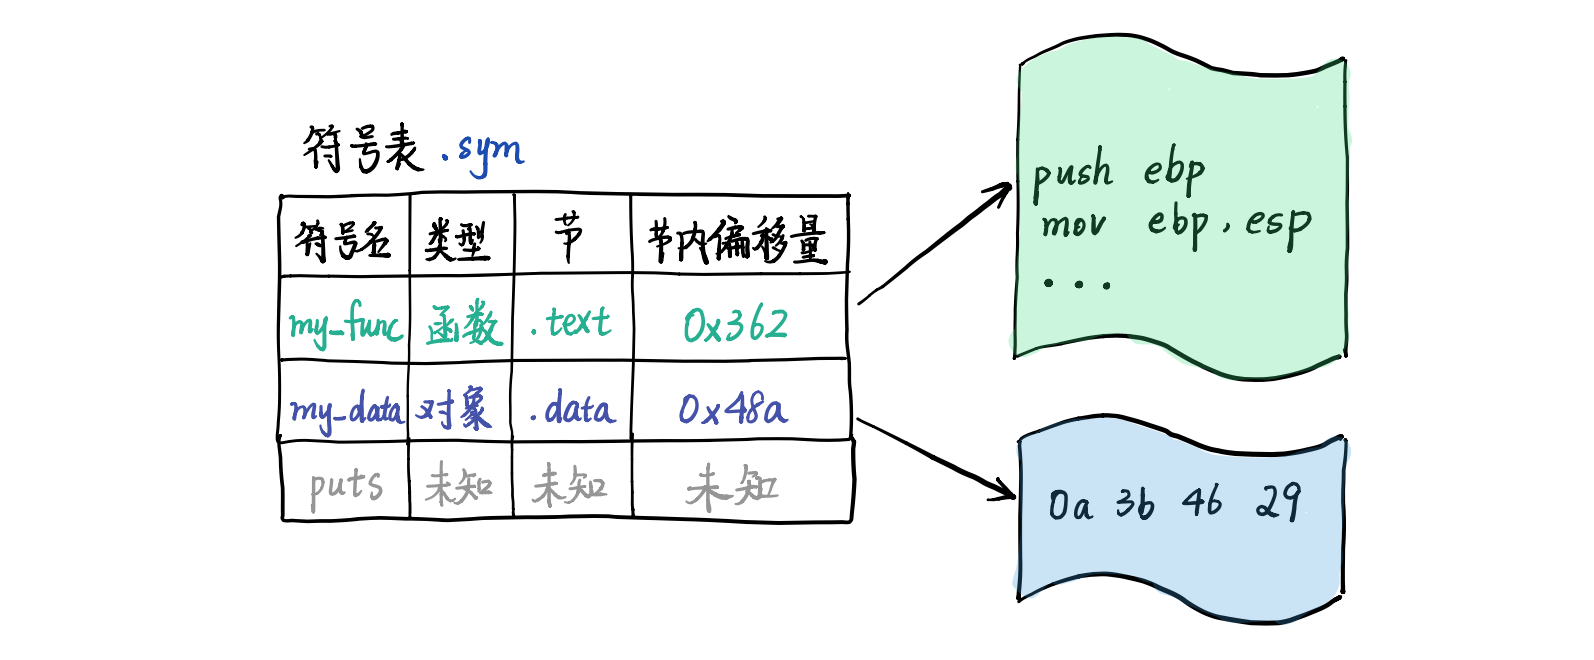 符号表 .sym
符号名 类型 节 节内偏移量
my_func 函数 .text 0x362
my_data 对象 .data 0x48a
puts 未知 未知 未知
push ebp
mov ebp, esp
...
0a 3b 46 29